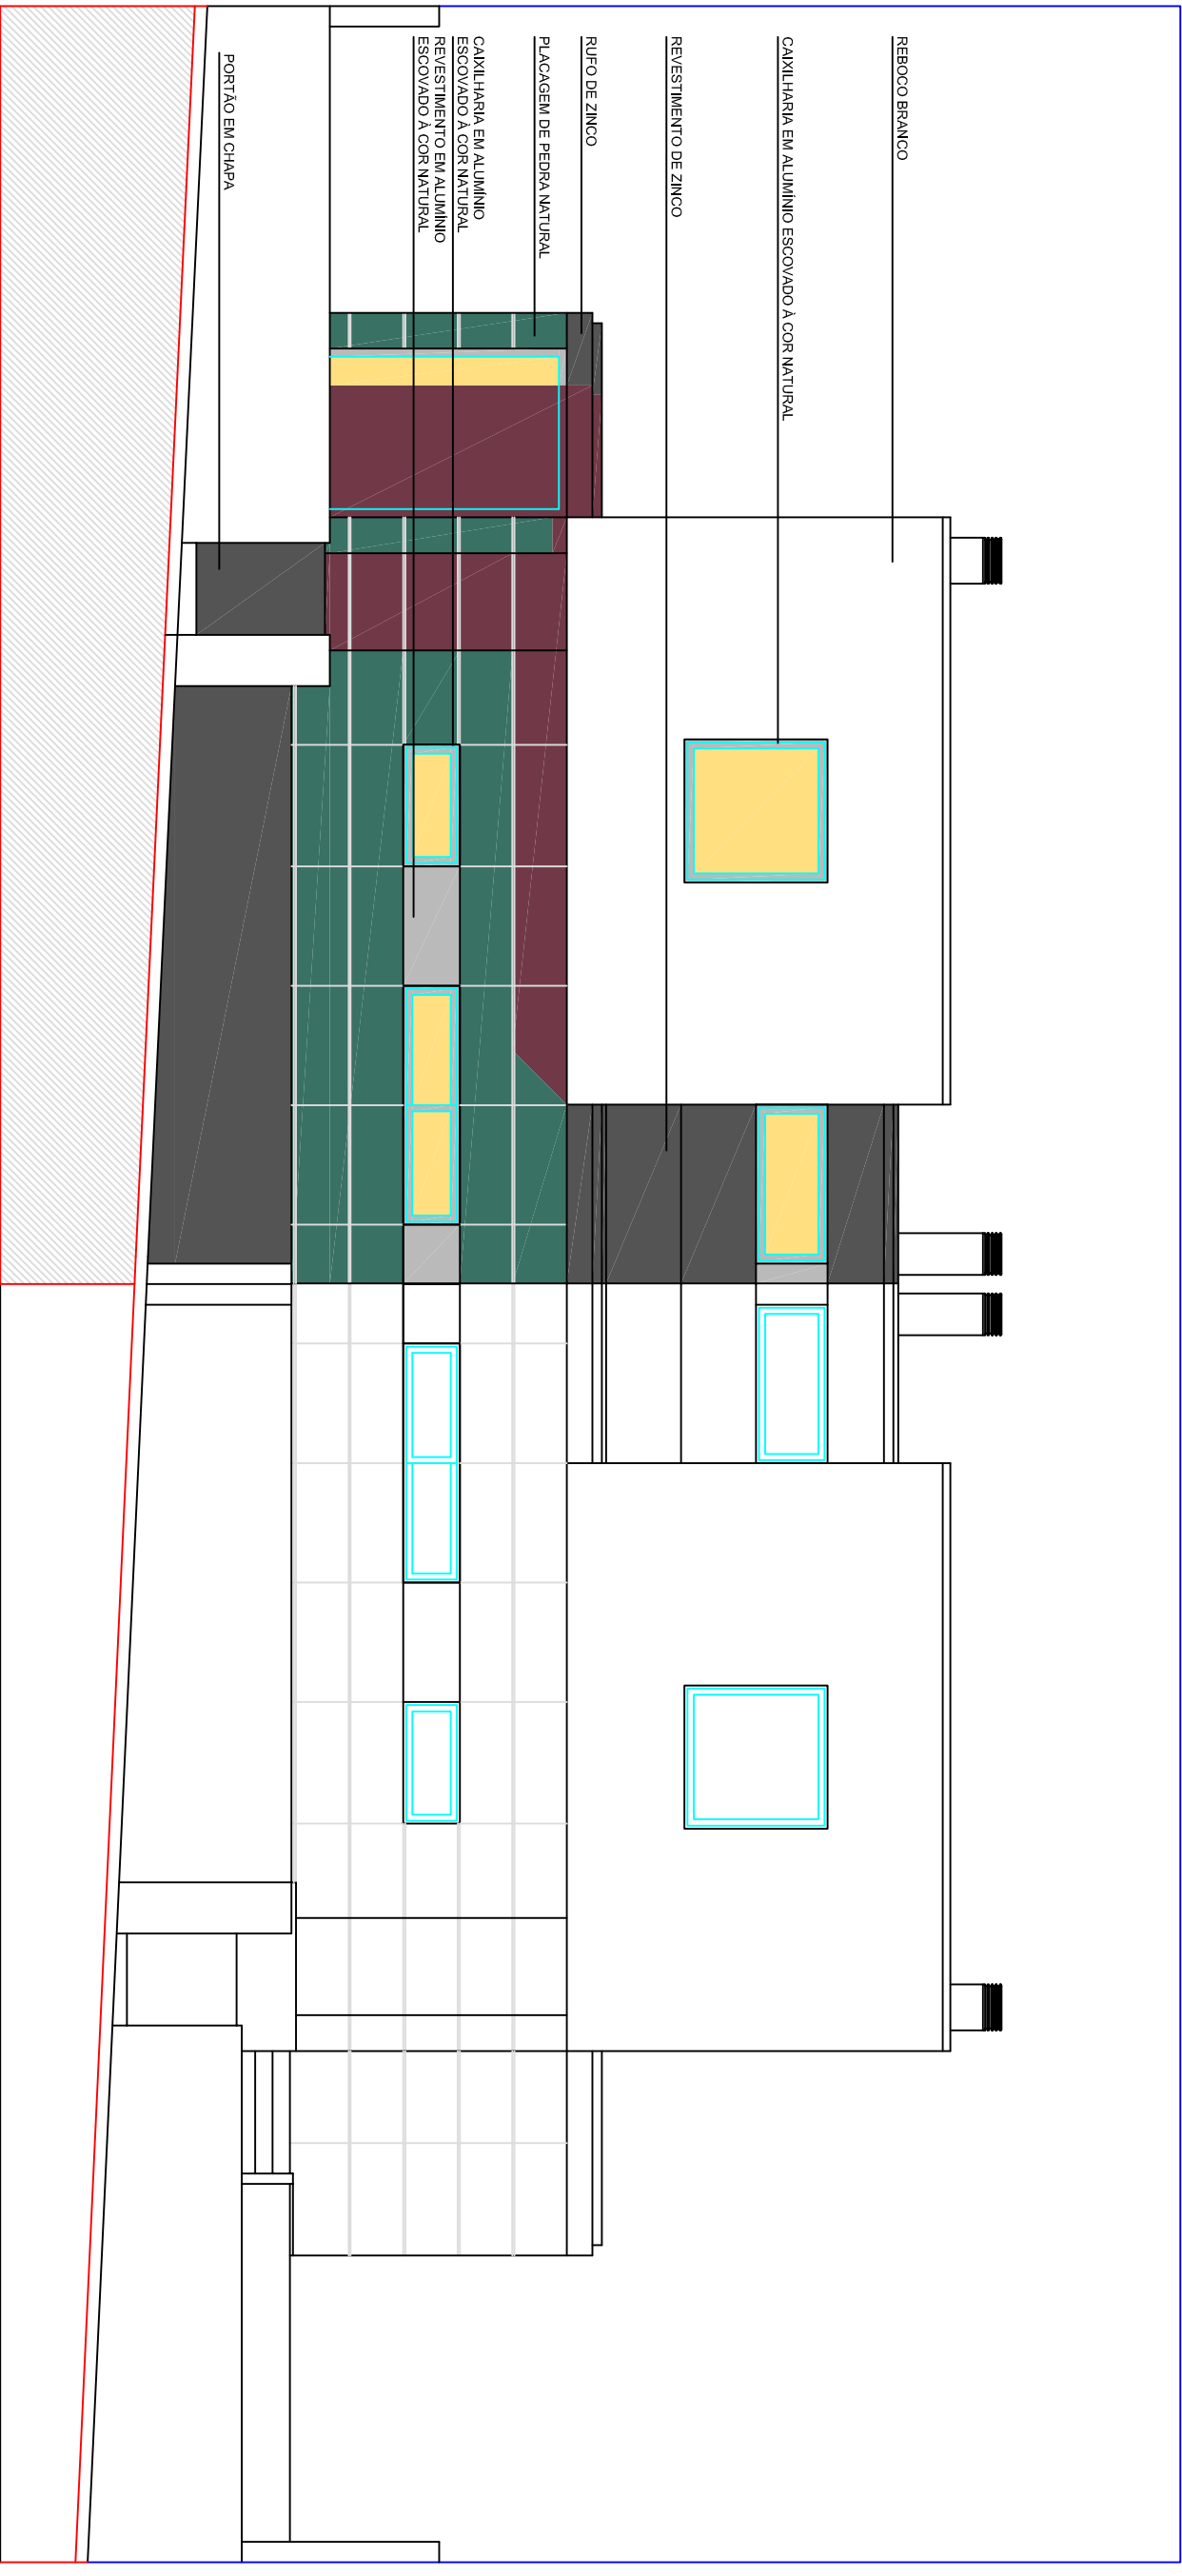 REBOCO BRANCO
CAIXILHARIA EM ALUMÍNIO ESCOVADO À COR NATURAL
REVESTIMENTO DE ZINCO
RUFO DE ZINCO
PLACAGEM DE PEDRA NATURAL
CAIXILHARIA EM ALUMÍNIO
ESCOVADO À COR NATURAL
REVESTIMENTO EM ALUMÍNIO
ESCOVADO À COR NATURAL
PORTÃO EM CHAPA